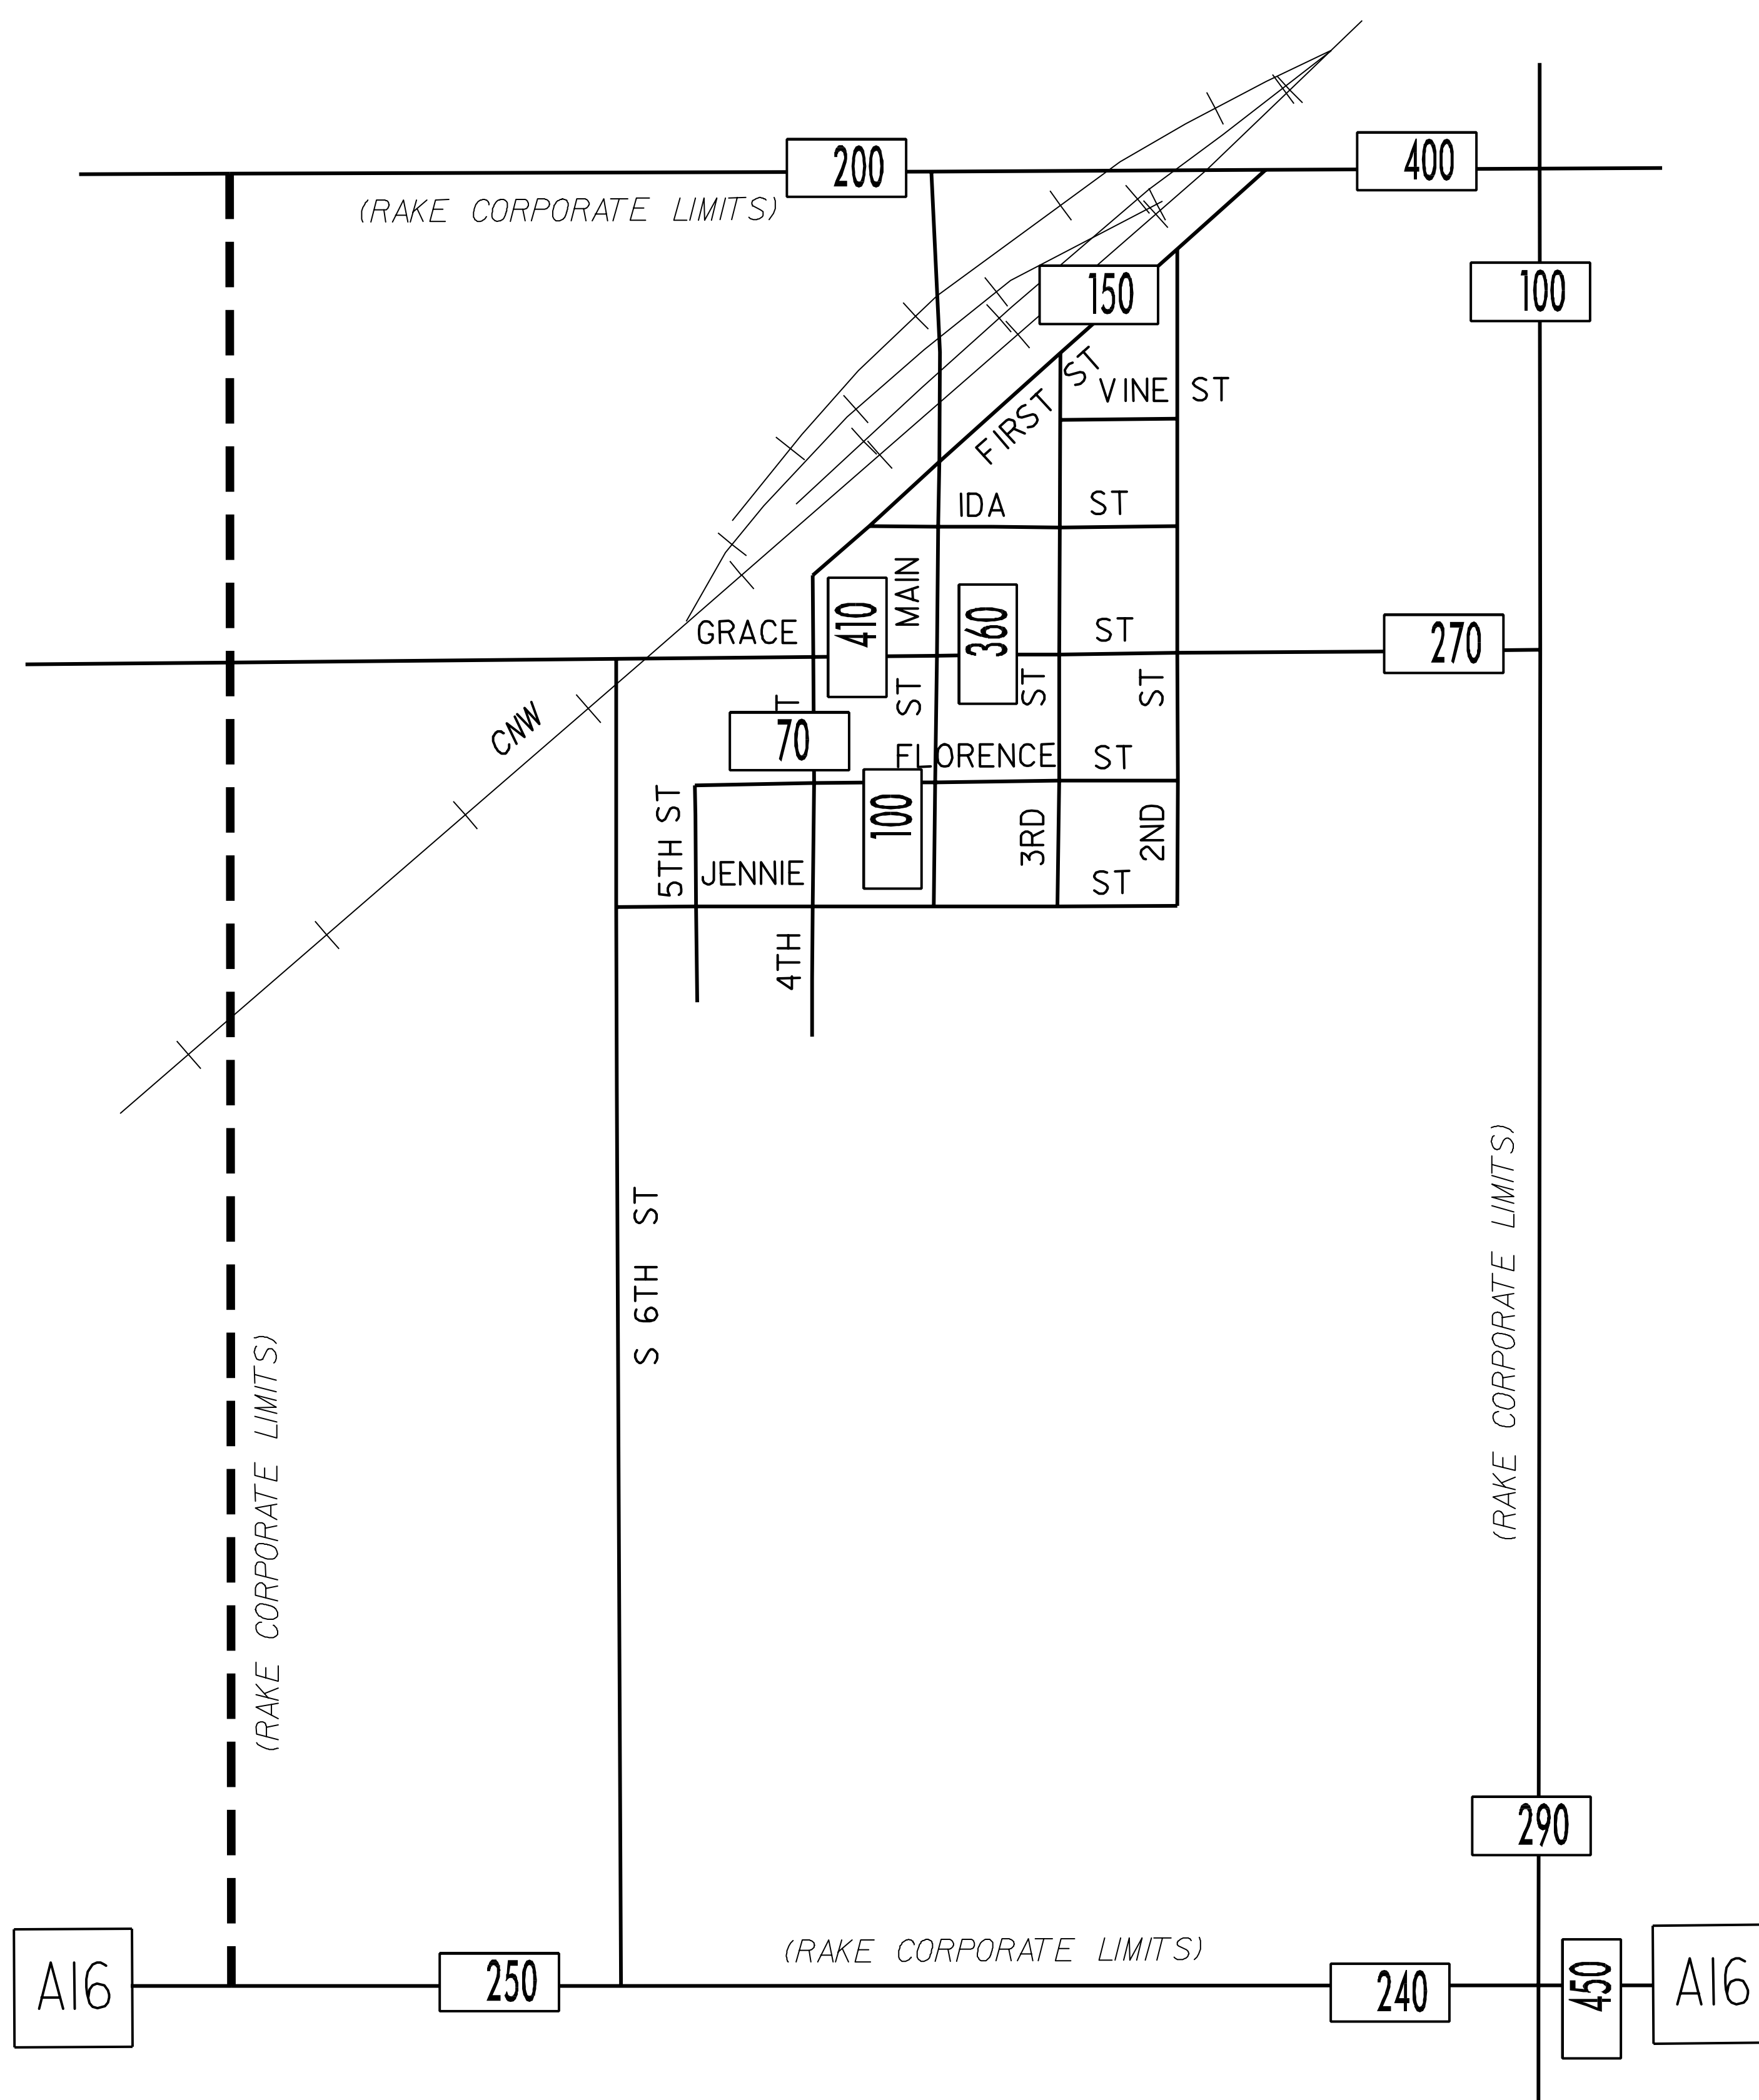 200
400
(RAKE CORPORATE LIMITS)
150
100
FIRST ST
VINE ST
IDA ST
MAIN ST
410
360
GRACE ST
270
CNW
T
70
3RD ST
2ND ST
FLORENCE ST
100
5TH ST
JENNIE ST
4TH
S 6TH ST
(RAKE CORPORATE LIMITS)
(RAKE CORPORATE LIMITS)
290
(RAKE CORPORATE LIMITS)
A16
250
240
450
A16